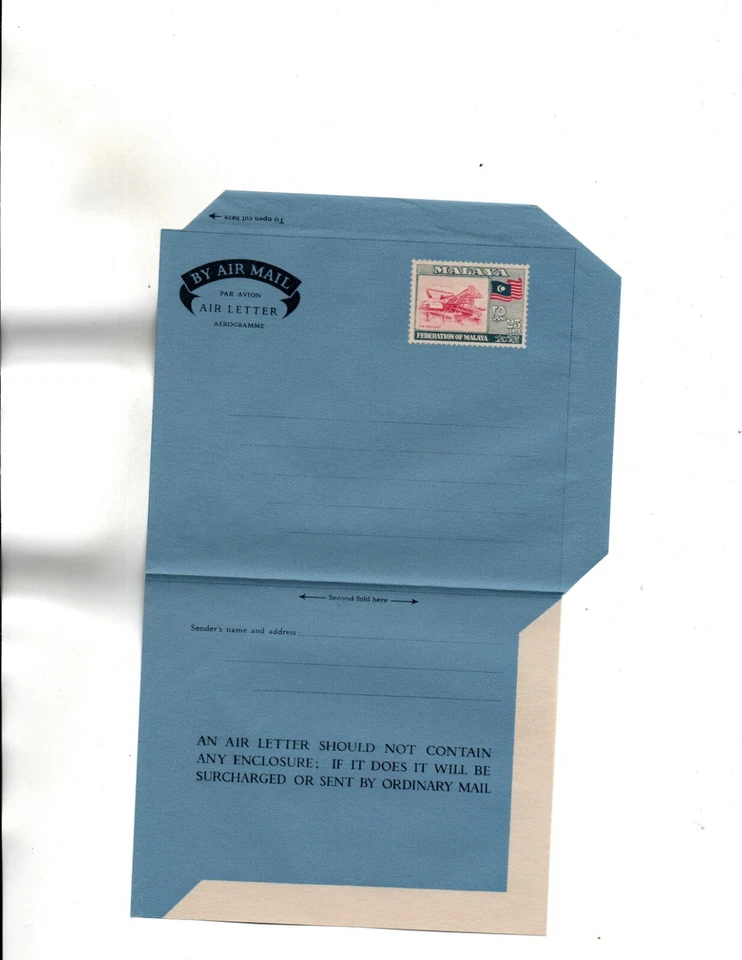 To open cut here
BY AIR MAIL
PAR AVION
AIR LETTER
AEROGRAMME
MALAYA
٢٥
25
CENTS
FEDERATION OF MALAYA
Second fold here
Sender's name and address:
AN AIR LETTER SHOULD NOT CONTAIN
ANY ENCLOSURE; IF IT DOES IT WILL BE
SURCHARGED OR SENT BY ORDINARY MAIL